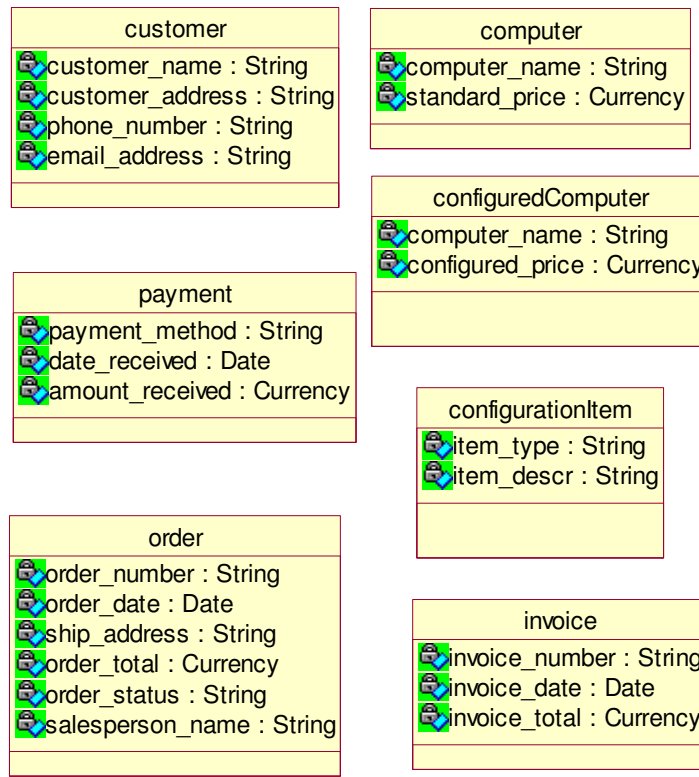 customer
customer_name : String
customer_address : String
phone_number : String
email_address : String
computer
computer_name : String
standard_price : Currency
configuredComputer
computer_name : String
configured_price : Currency
payment
payment_method : String
date_received : Date
amount_received : Currency
configurationItem
item_type : String
item_descr : String
order
order_number : String
order_date : Date
ship_address : String
order_total : Currency
order_status : String
salesperson_name : String
invoice
invoice_number : String
invoice_date : Date
invoice_total : Currency